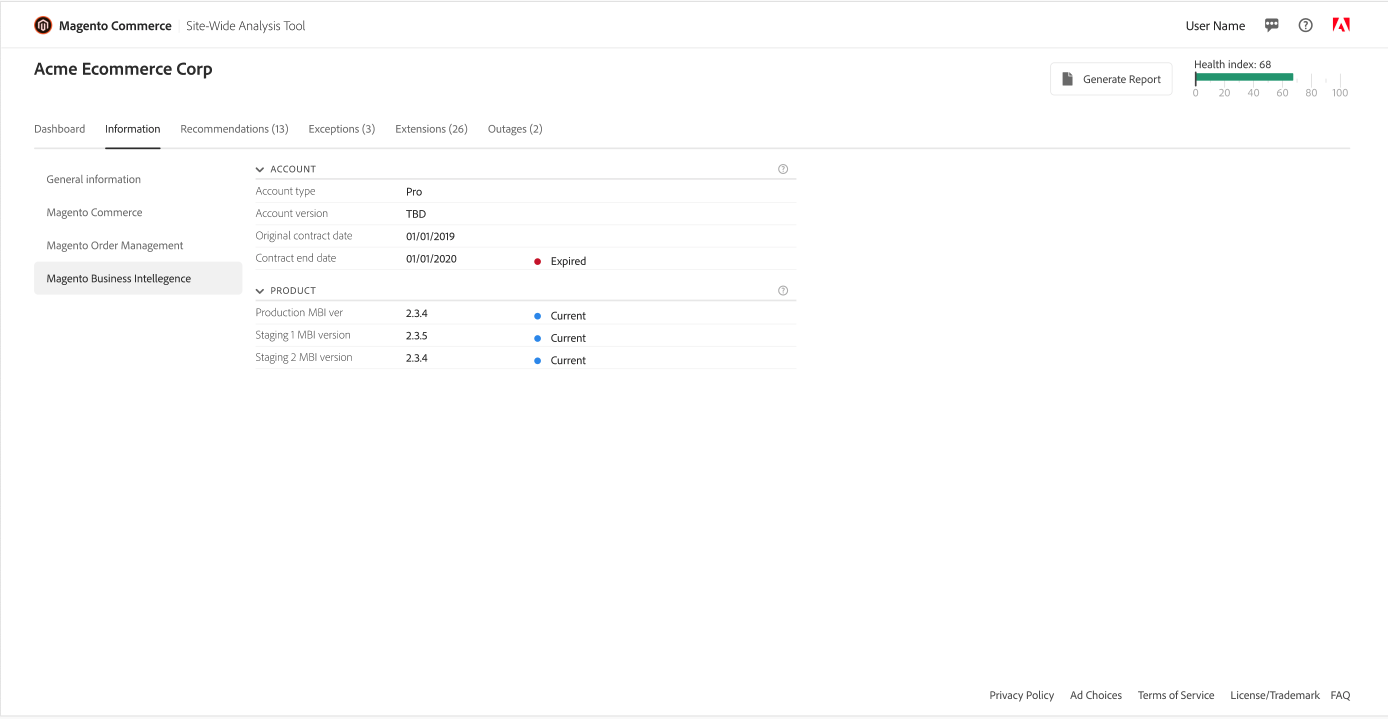 Magento Commerce Site-Wide Analysis Tool User Name
Acme Ecommerce Corp
Generate Report
Health index: 68
0 20 40 60 80 100
Dashboard Information Recommendations (13) Exceptions (3) Extensions (26) Outages (2)
General information
Magento Commerce
Magento Order Management
Magento Business Intellegence
ACCOUNT
Account type Pro
Account version TBD
Original contract date 01/01/2019
Contract end date 01/01/2020 Expired
PRODUCT
Production MBI ver 2.3.4 Current
Staging 1 MBI version 2.3.5 Current
Staging 2 MBI version 2.3.4 Current
Privacy Policy Ad Choices Terms of Service License/Trademark FAQ